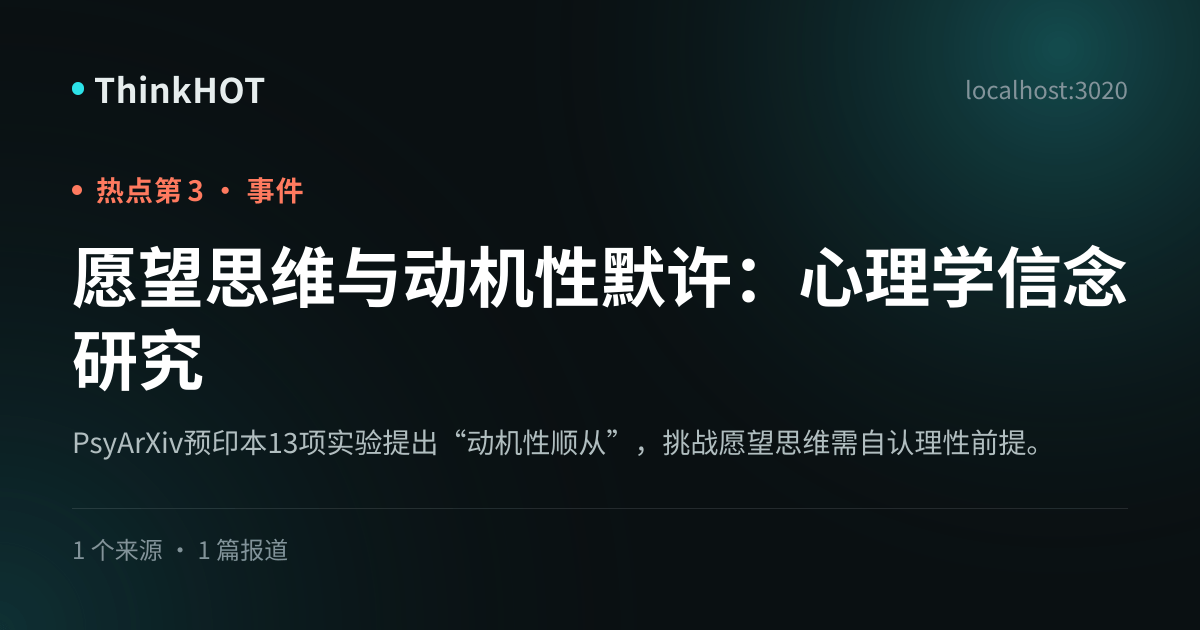 ThinkHOT
localhost:3020
热点第 3 · 事件
愿望思维与动机性默许：心理学信念
研究
PsyArXiv预印本13项实验提出“动机性顺从”，挑战愿望思维需自认理性前提。
1 个来源 · 1 篇报道